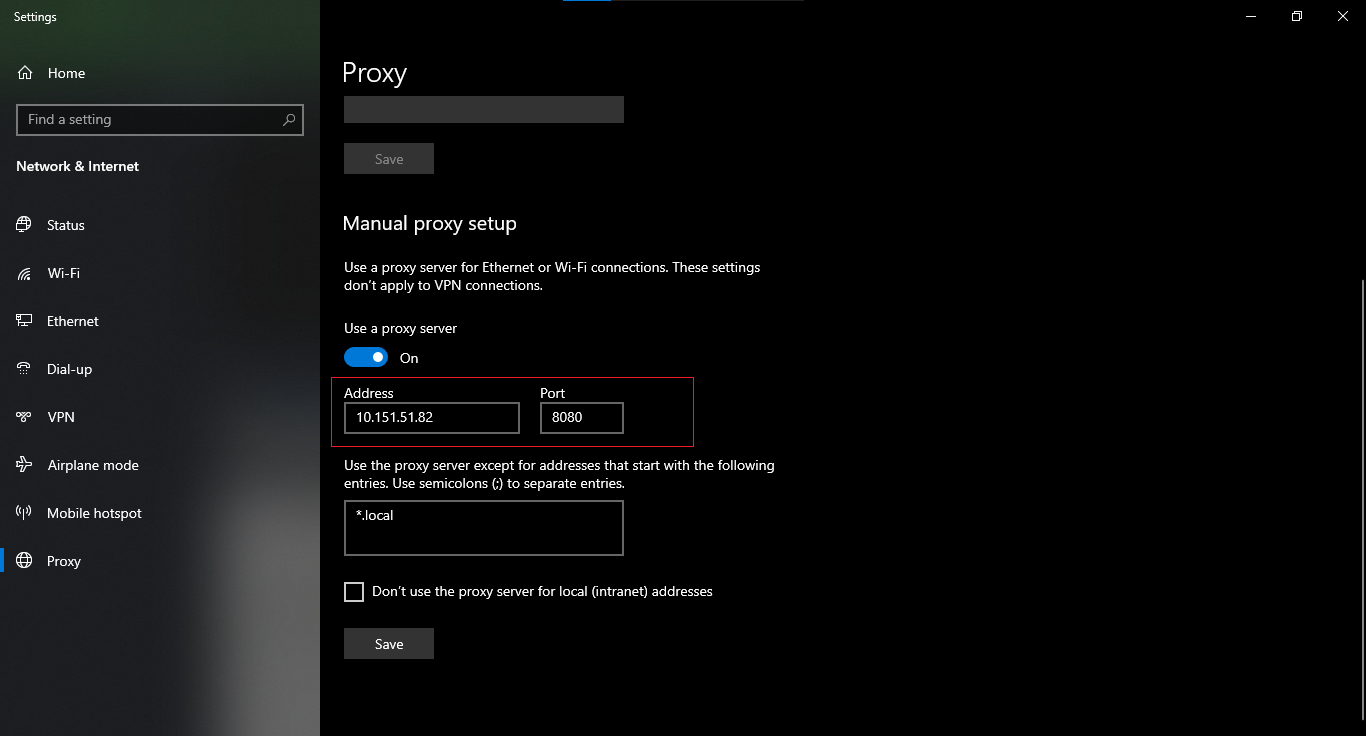 Settings
Home
Find a setting
Network & Internet
Status
Wi-Fi
Ethernet
Dial-up
VPN
Airplane mode
Mobile hotspot
Proxy
Proxy
Save
Manual proxy setup
Use a proxy server for Ethernet or Wi-Fi connections. These settings
don't apply to VPN connections.
Use a proxy server
On
Address Port
10.151.51.82 8080
Use the proxy server except for addresses that start with the following
entries. Use semicolons (;) to separate entries.
*.local
Don't use the proxy server for local (intranet) addresses
Save